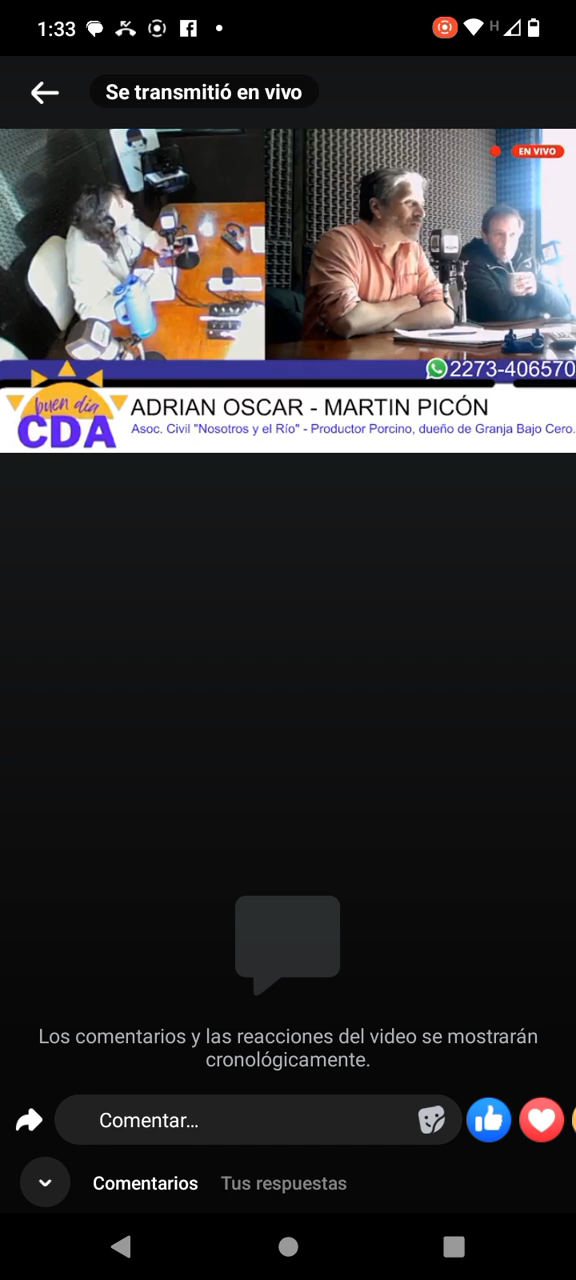 1:33
H
Se transmitió en vivo
EN VIVO
2273-406570
buen día
CDA
ADRIAN OSCAR - MARTIN PICÓN
Asoc. Civil "Nosotros y el Río" - Productor Porcino, dueño de Granja Bajo Cero.
Los comentarios y las reacciones del video se mostrarán
cronológicamente.
Comentar...
Comentarios
Tus respuestas